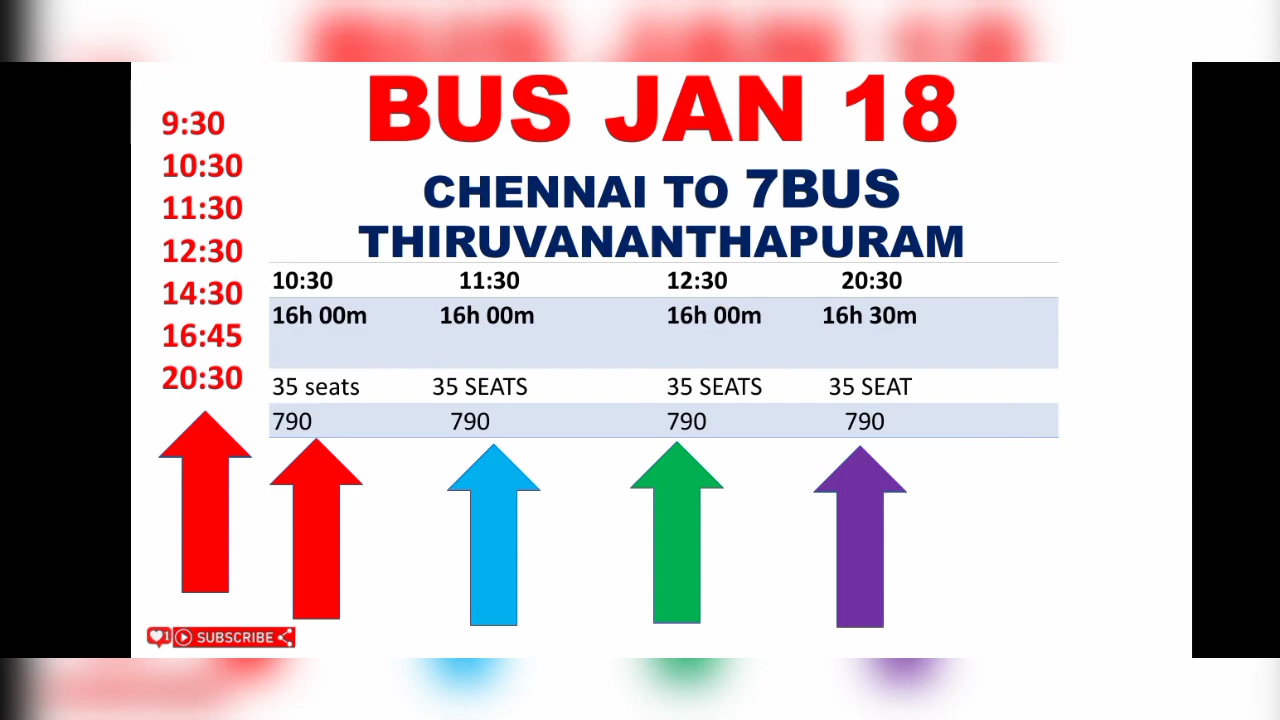 BUS JAN 18
CHENNAI TO 7BUS
THIRUVANANTHAPURAM
9:30
10:30
11:30
12:30
14:30
16:45
20:30
10:30 11:30 12:30 20:30
16h 00m 16h 00m 16h 00m 16h 30m
35 seats 35 SEATS 35 SEATS 35 SEAT
790 790 790 790
1 SUBSCRIBE